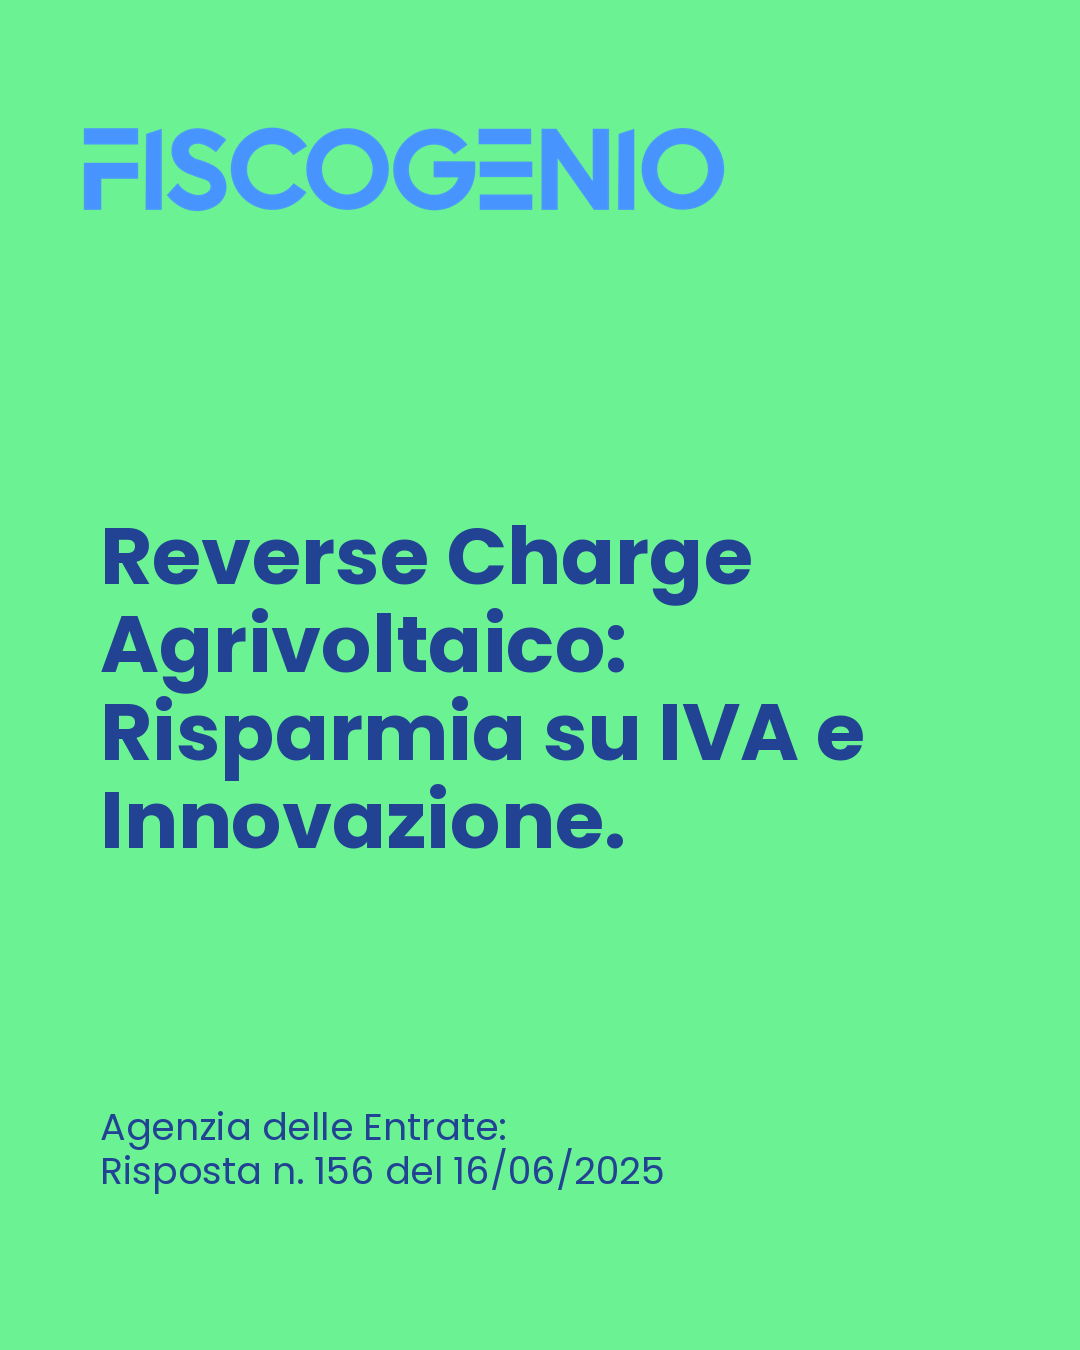 FISCOGENIO
Reverse Charge
Agrivoltaico:
Risparmia su IVA e
Innovazione.
Agenzia delle Entrate:
Risposta n. 156 del 16/06/2025